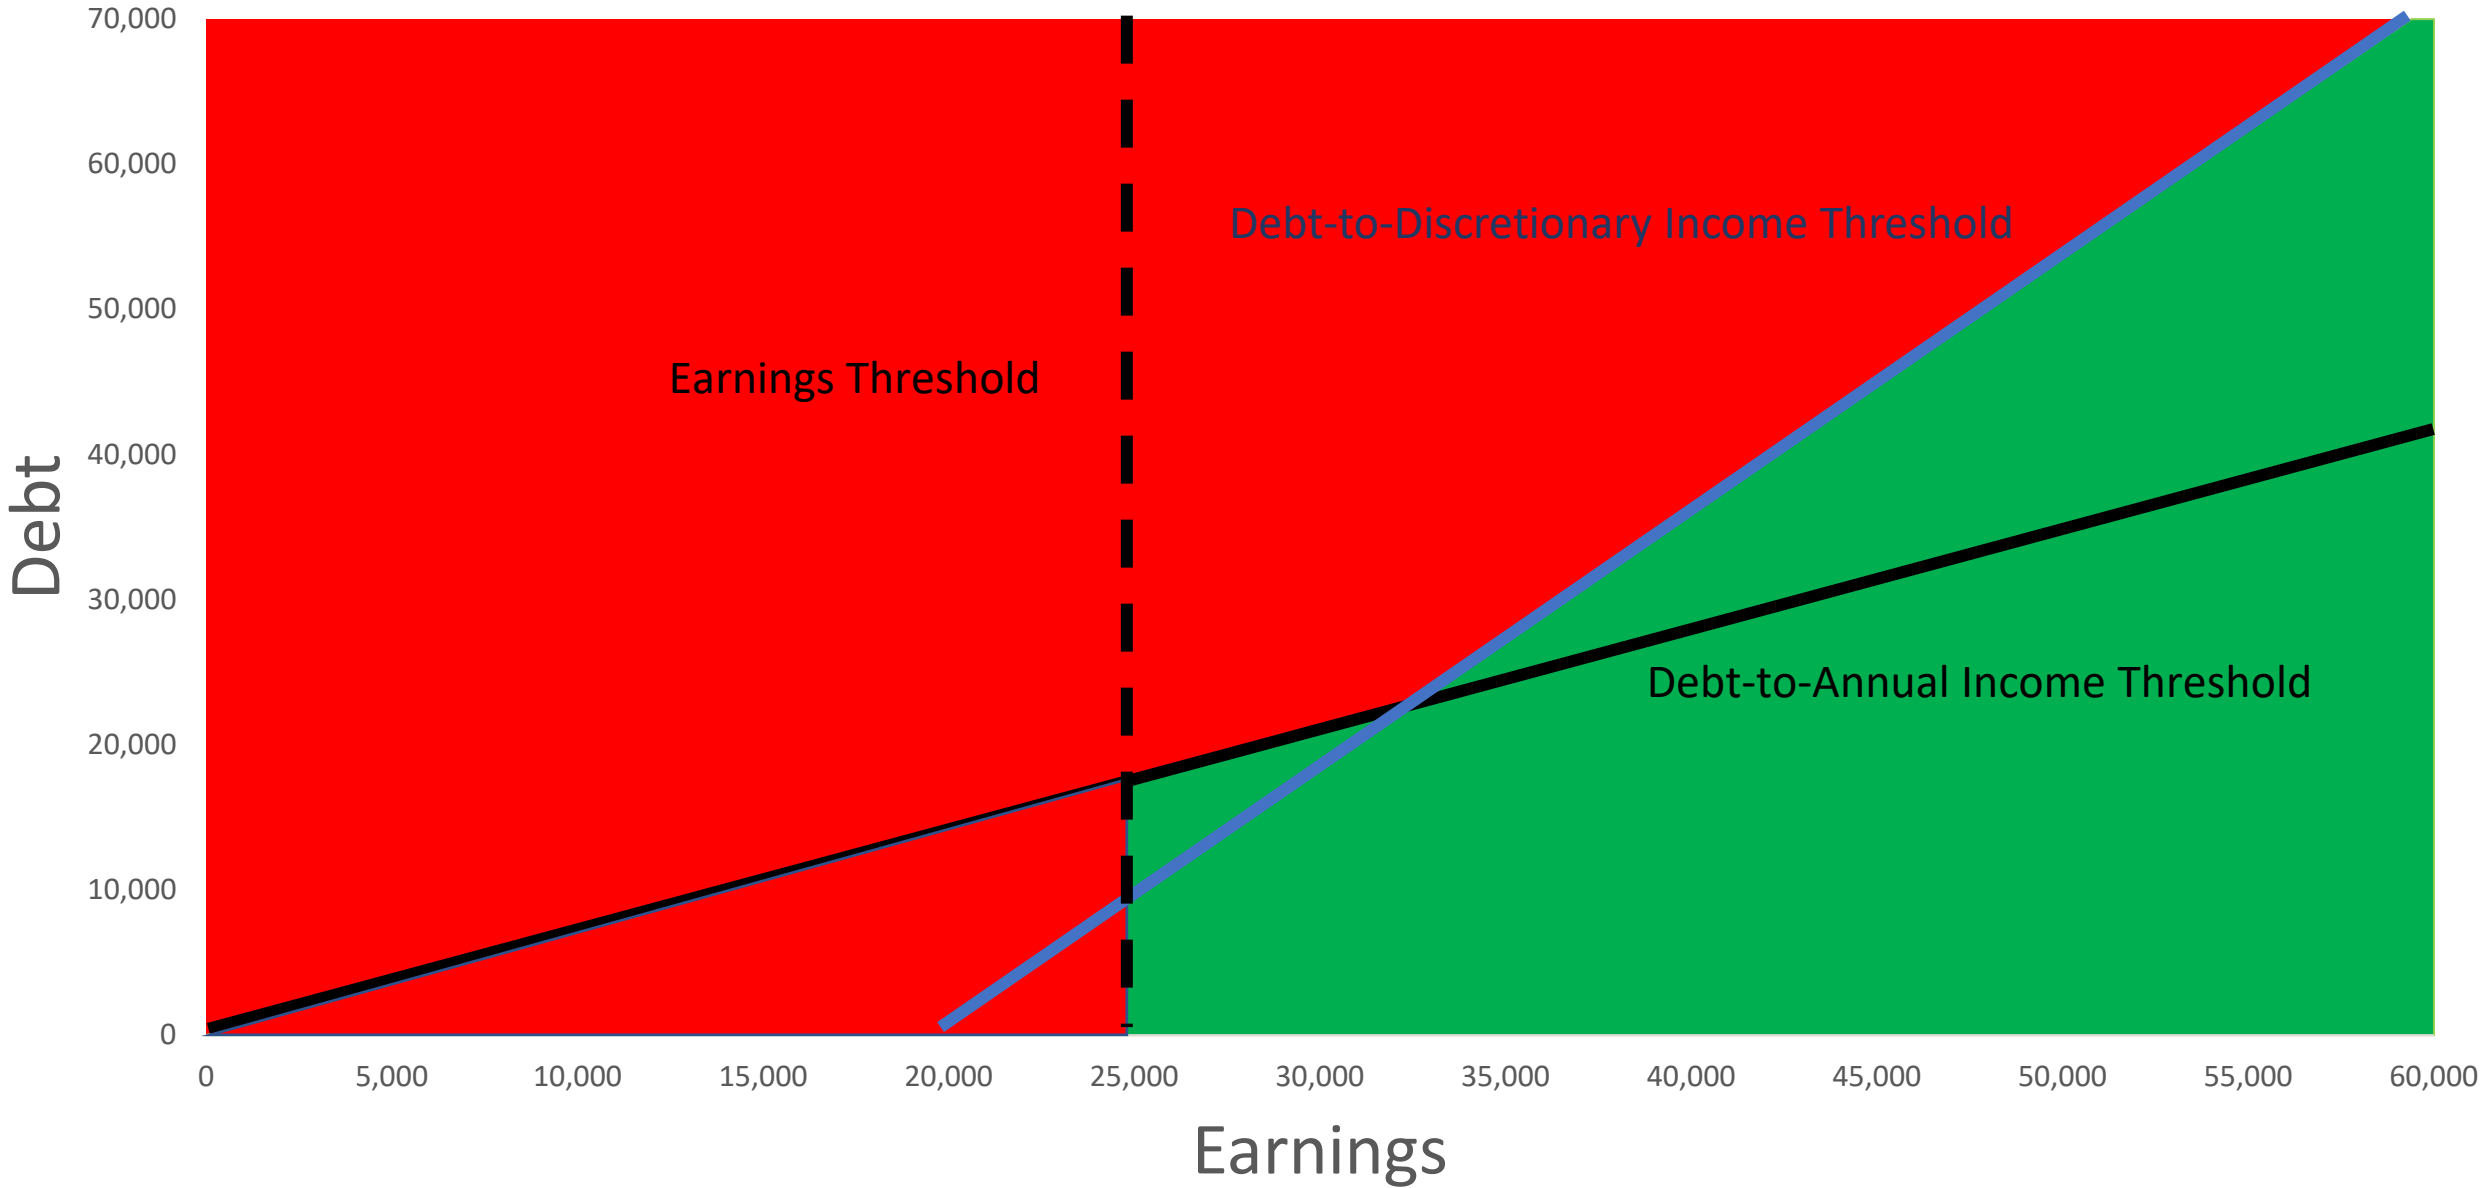 70,000
60,000
50,000
40,000
30,000
20,000
10,000
0
Debt
Debt-to-Discretionary Income Threshold
Earnings Threshold
Debt-to-Annual Income Threshold
0 5,000 10,000 15,000 20,000 25,000 30,000 35,000 40,000 45,000 50,000 55,000 60,000
Earnings